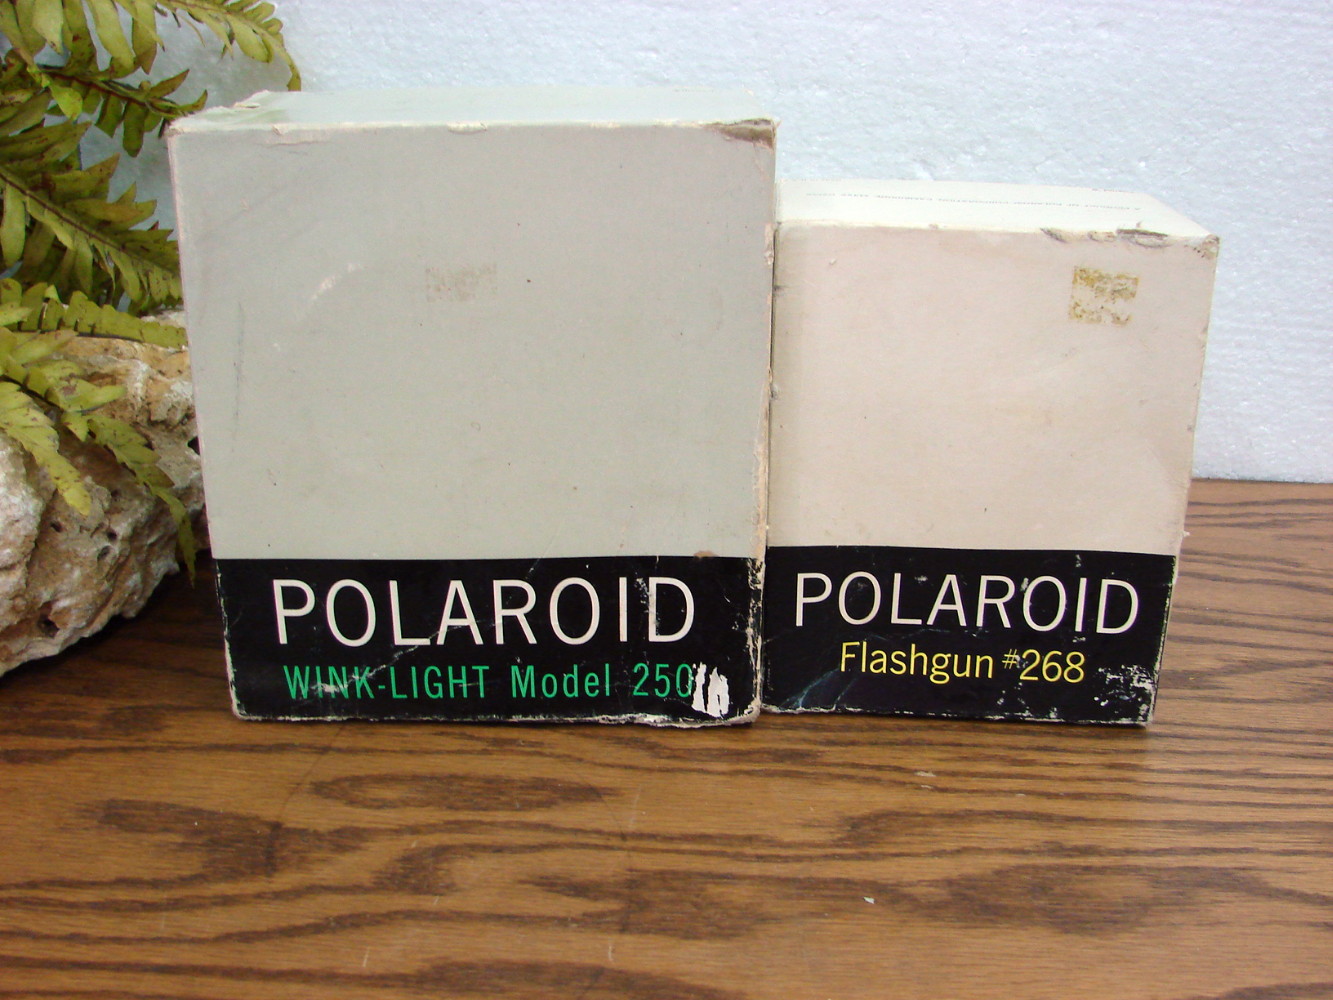 POLAROID
WINK-LIGHT Model 250
POLAROID
Flashgun #268